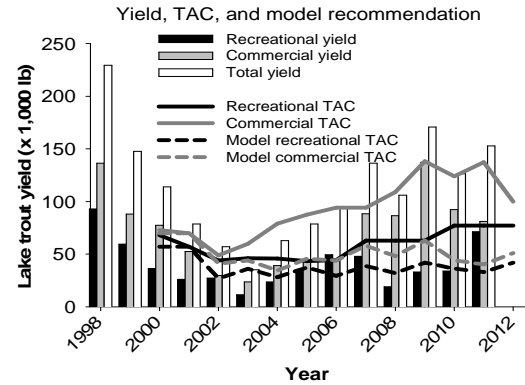 Yield, TAC, and model recommendation
Recreational yield
Commercial yield
Total yield
Recreational TAC
Commercial TAC
Model recreational TAC
Model commercial TAC
Lake trout yield (x 1,000 lb)
250
200
150
100
50
0
1998
2000
2002
2004
2006
2008
2010
2012
Year